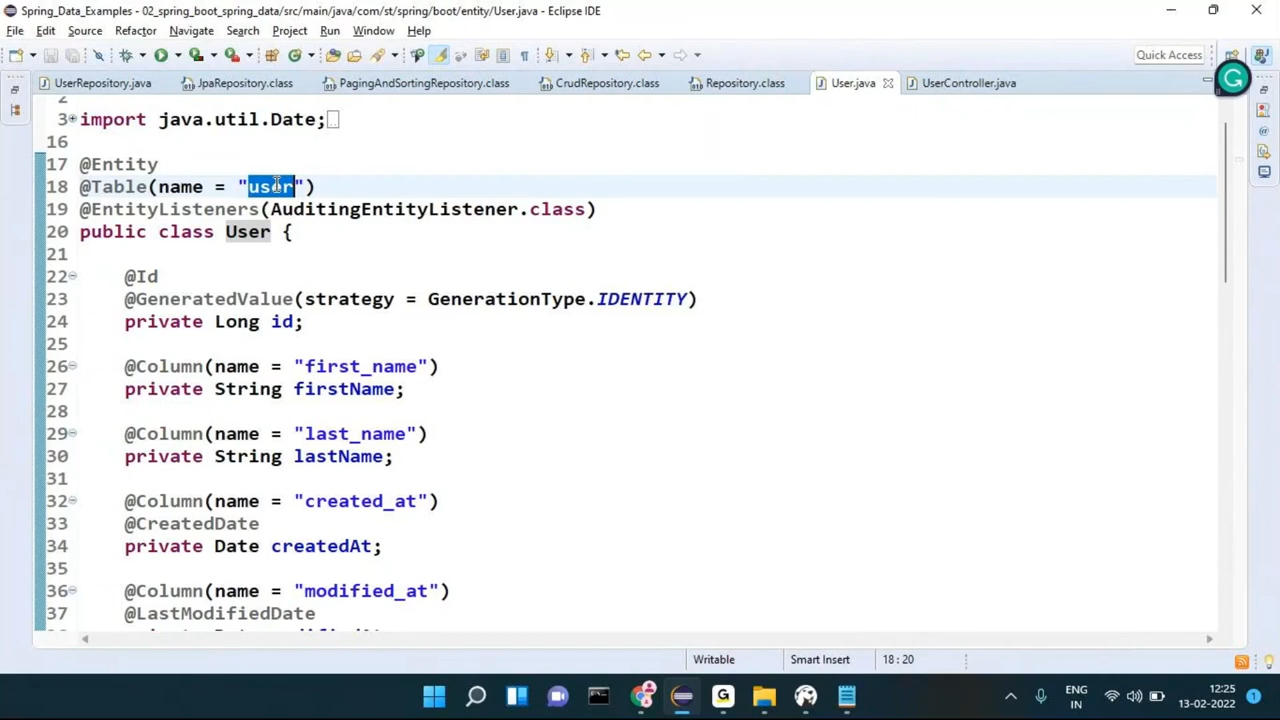 Spring_Data_Examples - 02_spring_boot_spring_data/src/main/java/com/st/spring/boot/entity/User.java - Eclipse IDE
File Edit Source Refactor Navigate Search Project Run Window Help
Quick Access
UserRepository.java JpaRepository.class PagingAndSortingRepository.class CrudRepository.class Repository.class User.java UserController.java
2
3 import java.util.Date;
16
17 @Entity
18 @Table(name = "user")
19 @EntityListeners(AuditingEntityListener.class)
20 public class User {
21
22 @Id
23 @GeneratedValue(strategy = GenerationType.IDENTITY)
24 private Long id;
25
26 @Column(name = "first_name")
27 private String firstName;
28
29 @Column(name = "last_name")
30 private String lastName;
31
32 @Column(name = "created_at")
33 @CreatedDate
34 private Date createdAt;
35
36 @Column(name = "modified_at")
37 @LastModifiedDate
Writable Smart Insert 18 : 20
ENG
IN
12:25
13-02-2022
1